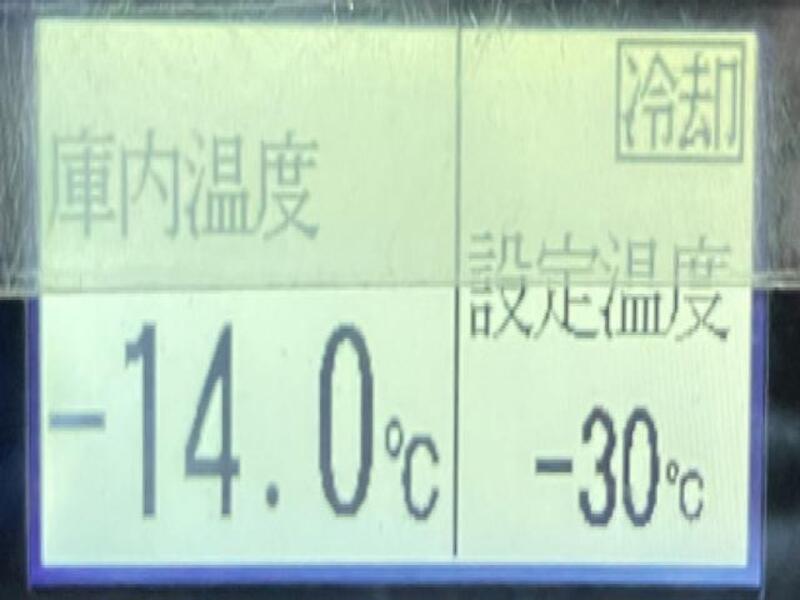 庫内温度
-14.0℃
冷却
設定温度
-30℃